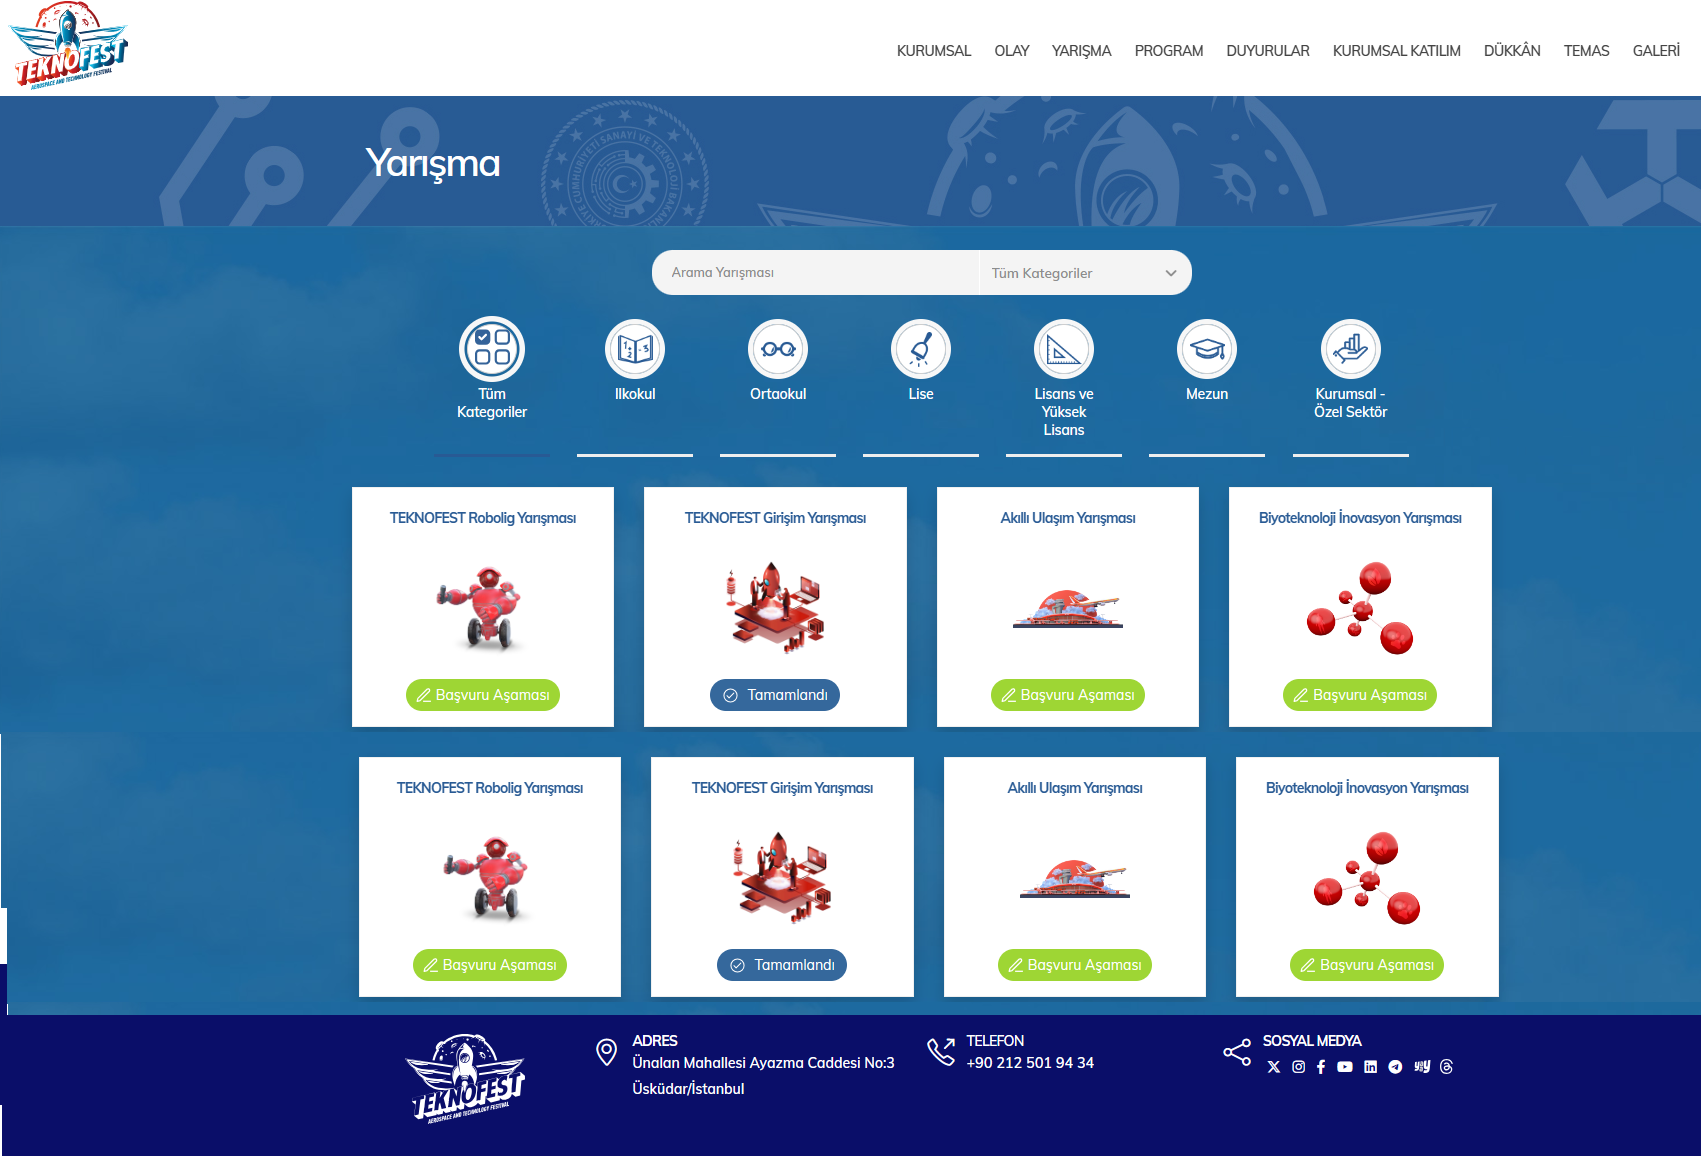 TEKNOFEST
AEROSPACE AND TECHNOLOGY FESTIVAL
KURUMSAL
OLAY
YARIŞMA
PROGRAM
DUYURULAR
KURUMSAL KATILIM
DÜKKÂN
TEMAS
GALERİ
Yarışma
Arama Yarışması
Tüm Kategoriler
Tüm
Kategoriler
Ilkokul
Ortaokul
Lise
Lisans ve
Yüksek
Lisans
Mezun
Kurumsal -
Özel Sektör
TEKNOFEST Robolig Yarışması
TEKNOFEST Girişim Yarışması
Akıllı Ulaşım Yarışması
Biyoteknoloji İnovasyon Yarışması
Başvuru Aşaması
Tamamlandı
Başvuru Aşaması
Başvuru Aşaması
TEKNOFEST Robolig Yarışması
TEKNOFEST Girişim Yarışması
Akıllı Ulaşım Yarışması
Biyoteknoloji İnovasyon Yarışması
Başvuru Aşaması
Tamamlandı
Başvuru Aşaması
Başvuru Aşaması
TEKNOFEST
AEROSPACE AND TECHNOLOGY FESTIVAL
ADRES
Ünalan Mahallesi Ayazma Caddesi No:3
Üsküdar/İstanbul
TELEFON
+90 212 501 94 34
SOSYAL MEDYA